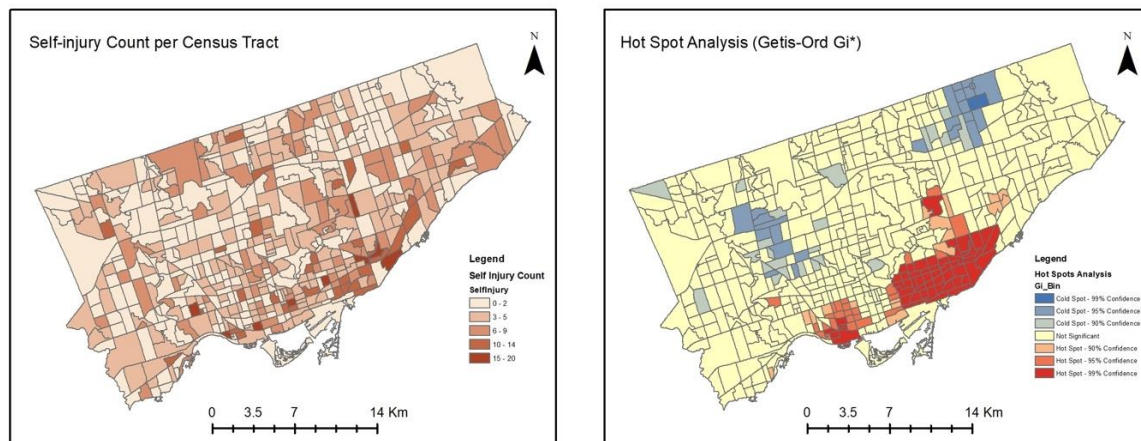 Self-injury Count per Census Tract
N
Legend
Self Injury Count
SelfInjury
0 - 2
3 - 5
6 - 9
10 - 14
15 - 20
0 3.5 7 14 Km
Hot Spot Analysis (Getis-Ord Gi*)
N
Legend
Hot Spots Analysis
Gi_Bin
Cold Spot - 99% Confidence
Cold Spot - 95% Confidence
Cold Spot - 90% Confidence
Not Significant
Hot Spot - 90% Confidence
Hot Spot - 95% Confidence
Hot Spot - 99% Confidence
0 3.5 7 14 Km